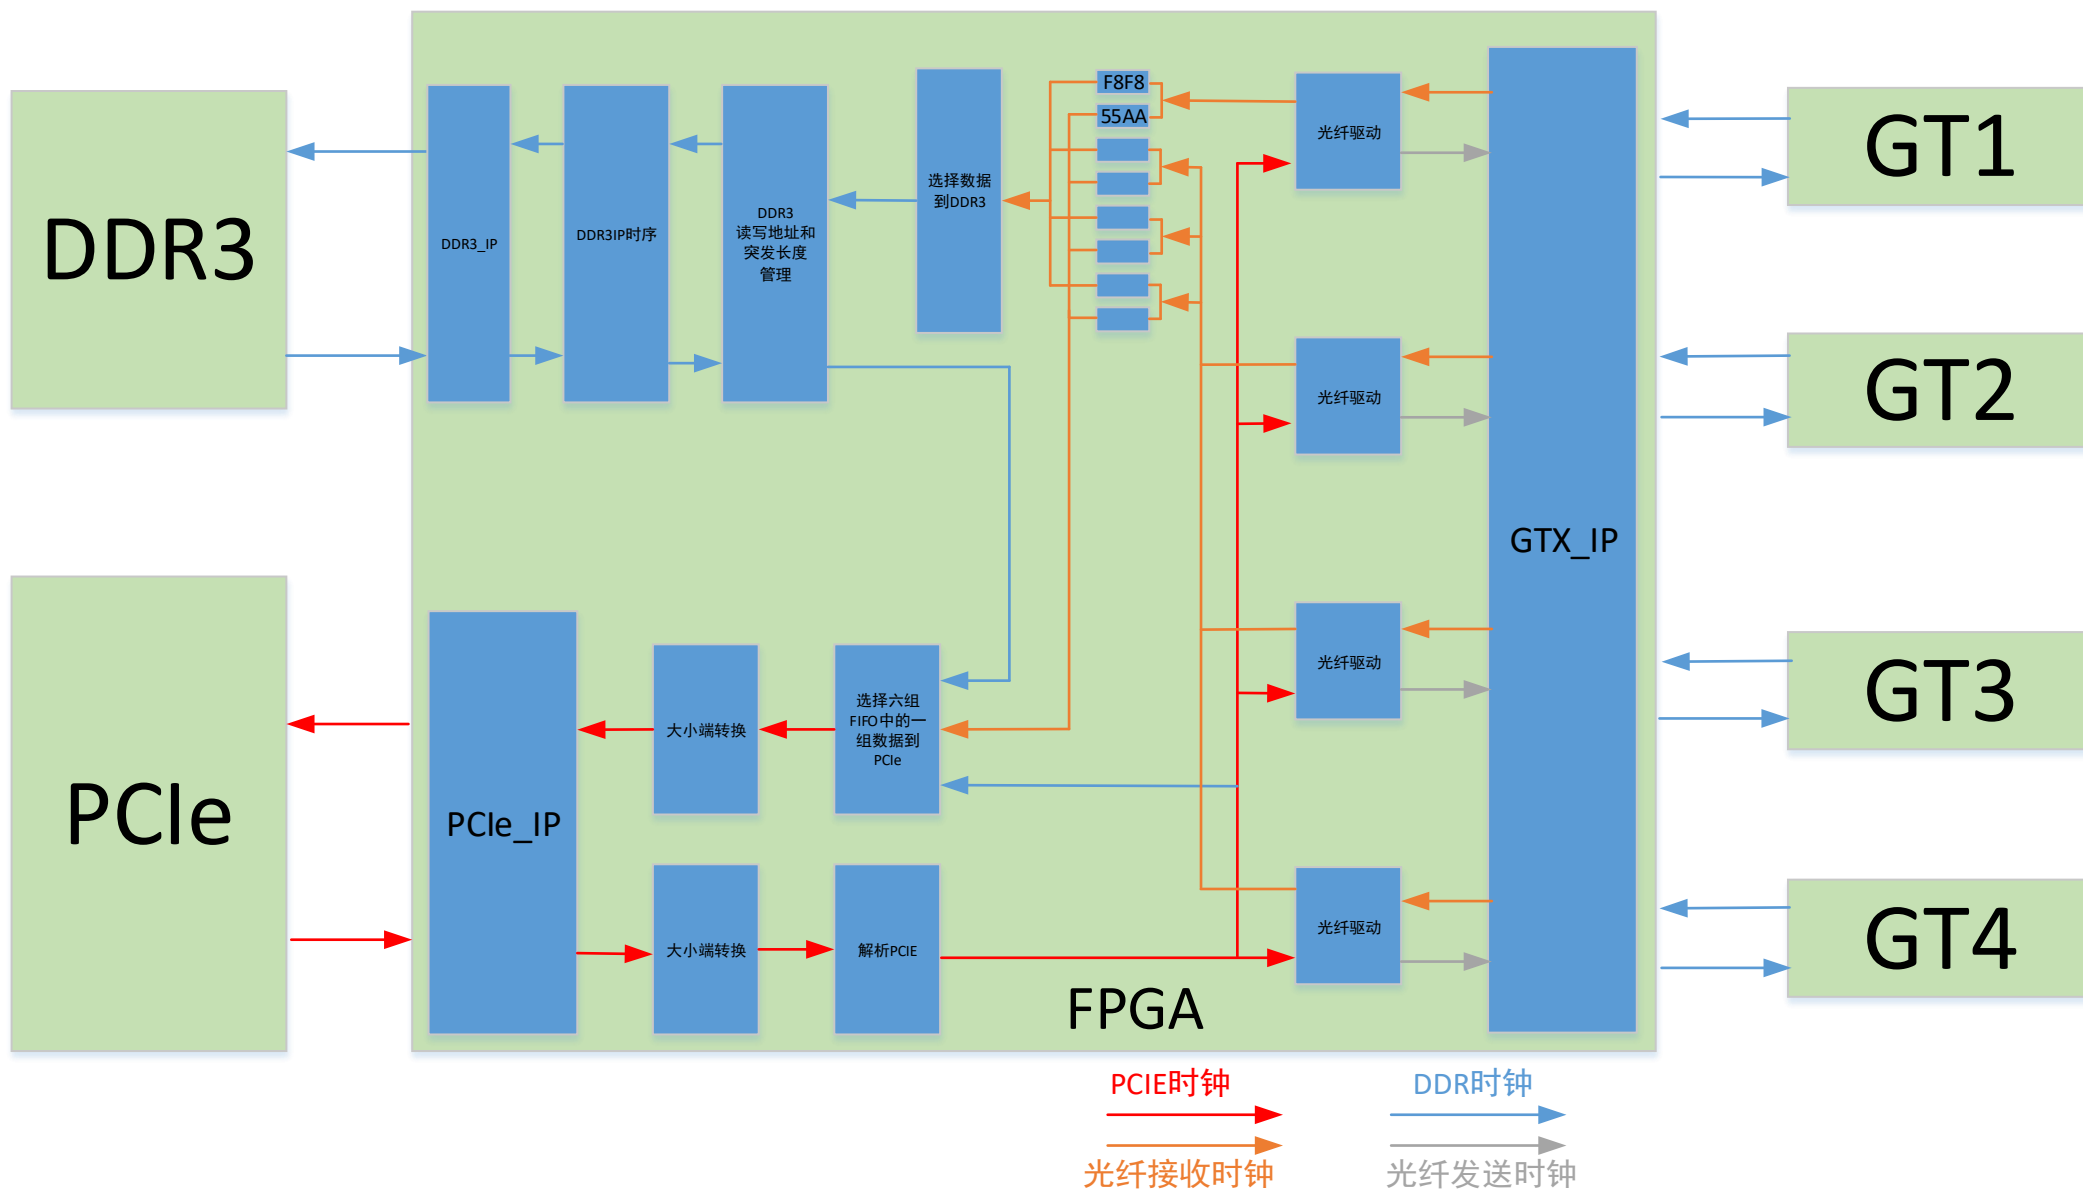 DDR3
PCIe
FPGA
DDR3_IP
DDR3IP时序
DDR3
读写地址和
突发长度
管理
选择数据
到DDR3
F8F8
55AA
光纤驱动
光纤驱动
光纤驱动
光纤驱动
GTX_IP
GT1
GT2
GT3
GT4
PCIe_IP
大小端转换
选择六组
FIFO中的一
组数据到
PCIe
大小端转换
解析PCIE
PCIE时钟
DDR时钟
光纤接收时钟
光纤发送时钟